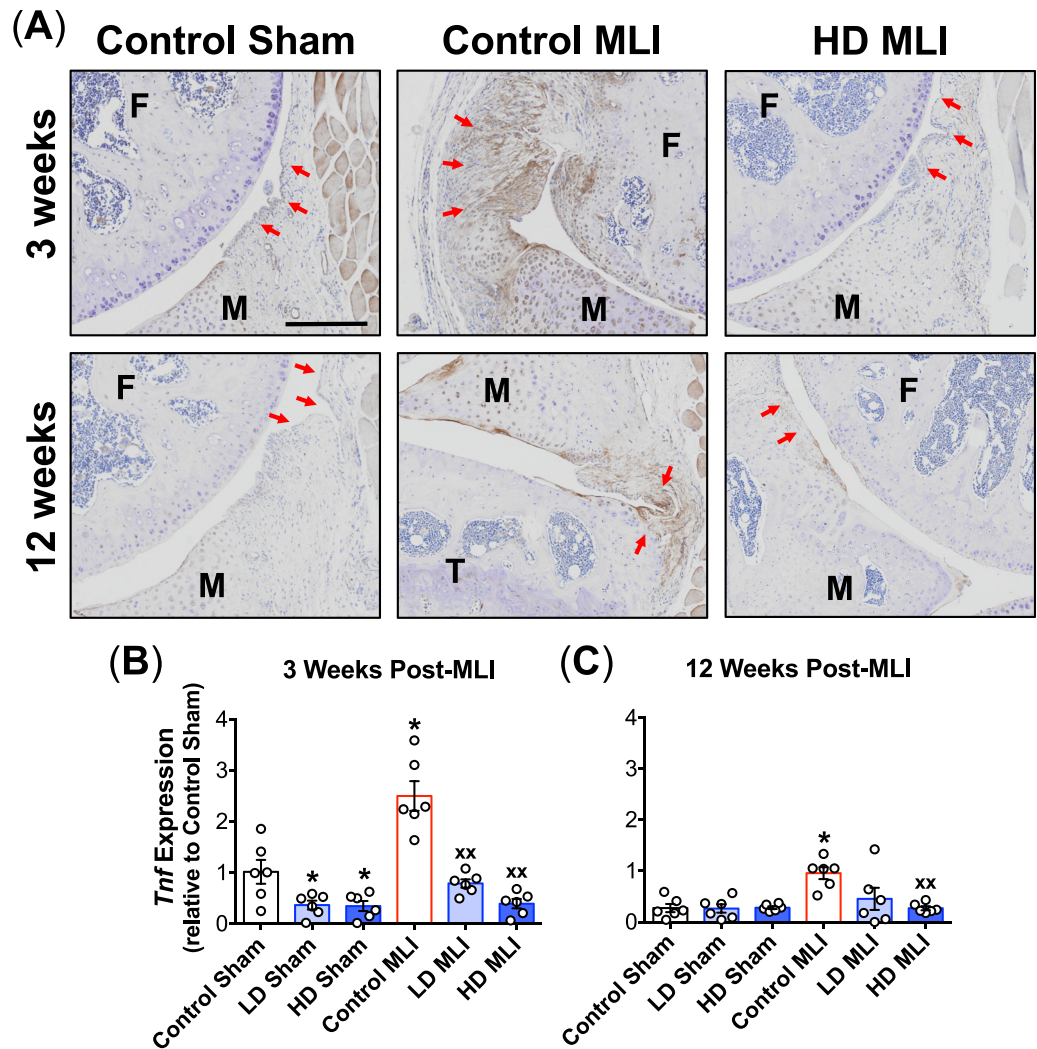 (A) Control Sham Control MLI HD MLI
3 weeks
F
F
F
M
M
M
12 weeks
F
M
F
M
T
M
(B) 3 Weeks Post-MLI
Tnf Expression
(relative to Control Sham)
4
3
2
1
0
*
*
*
xx
xx
Control Sham
LD Sham
HD Sham
Control MLI
LD MLI
HD MLI
(C) 12 Weeks Post-MLI
4
3
2
1
0
*
xx
Control Sham
LD Sham
HD Sham
Control MLI
LD MLI
HD MLI